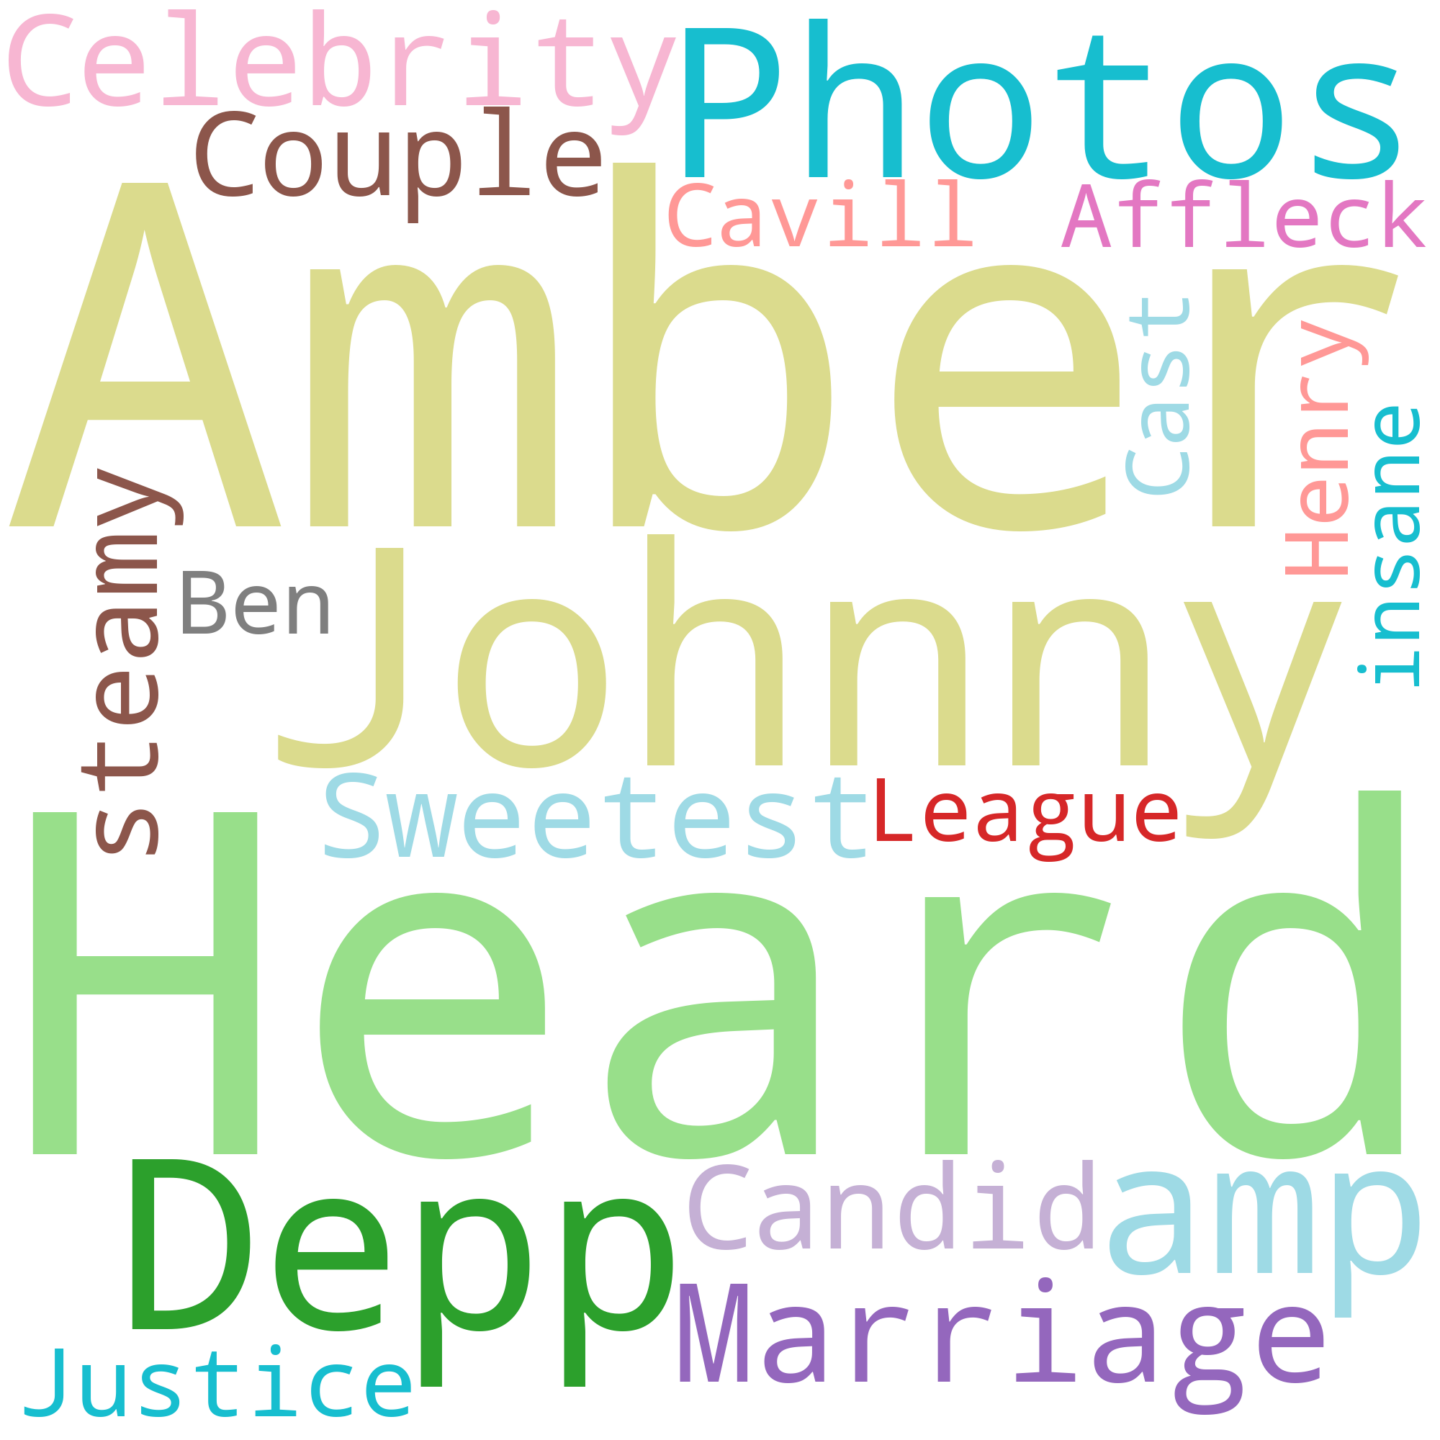 Celebrity
Photos
Couple
Cavill
Affleck
Amber
Cast
Henry
insane
steamy
Ben
Johnny
Sweetest
League
Heard
Depp
Candid
amp
Marriage
Justice